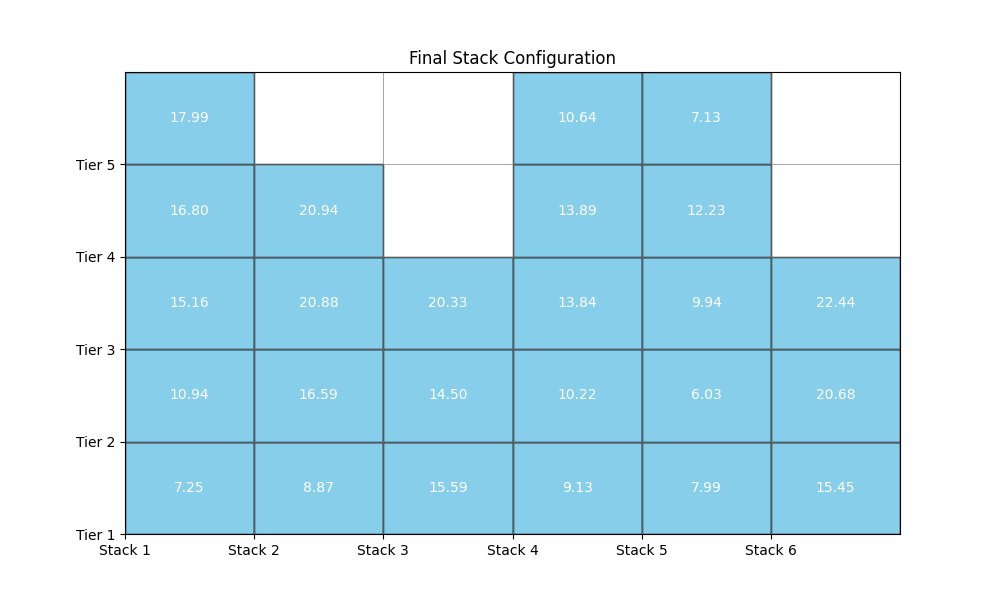 Final Stack Configuration
17.99 10.64 7.13
Tier 5
16.80 20.94 13.89 12.23
Tier 4
15.16 20.88 20.33 13.84 9.94 22.44
Tier 3
10.94 16.59 14.50 10.22 6.03 20.68
Tier 2
7.25 8.87 15.59 9.13 7.99 15.45
Tier 1
Stack 1 Stack 2 Stack 3 Stack 4 Stack 5 Stack 6